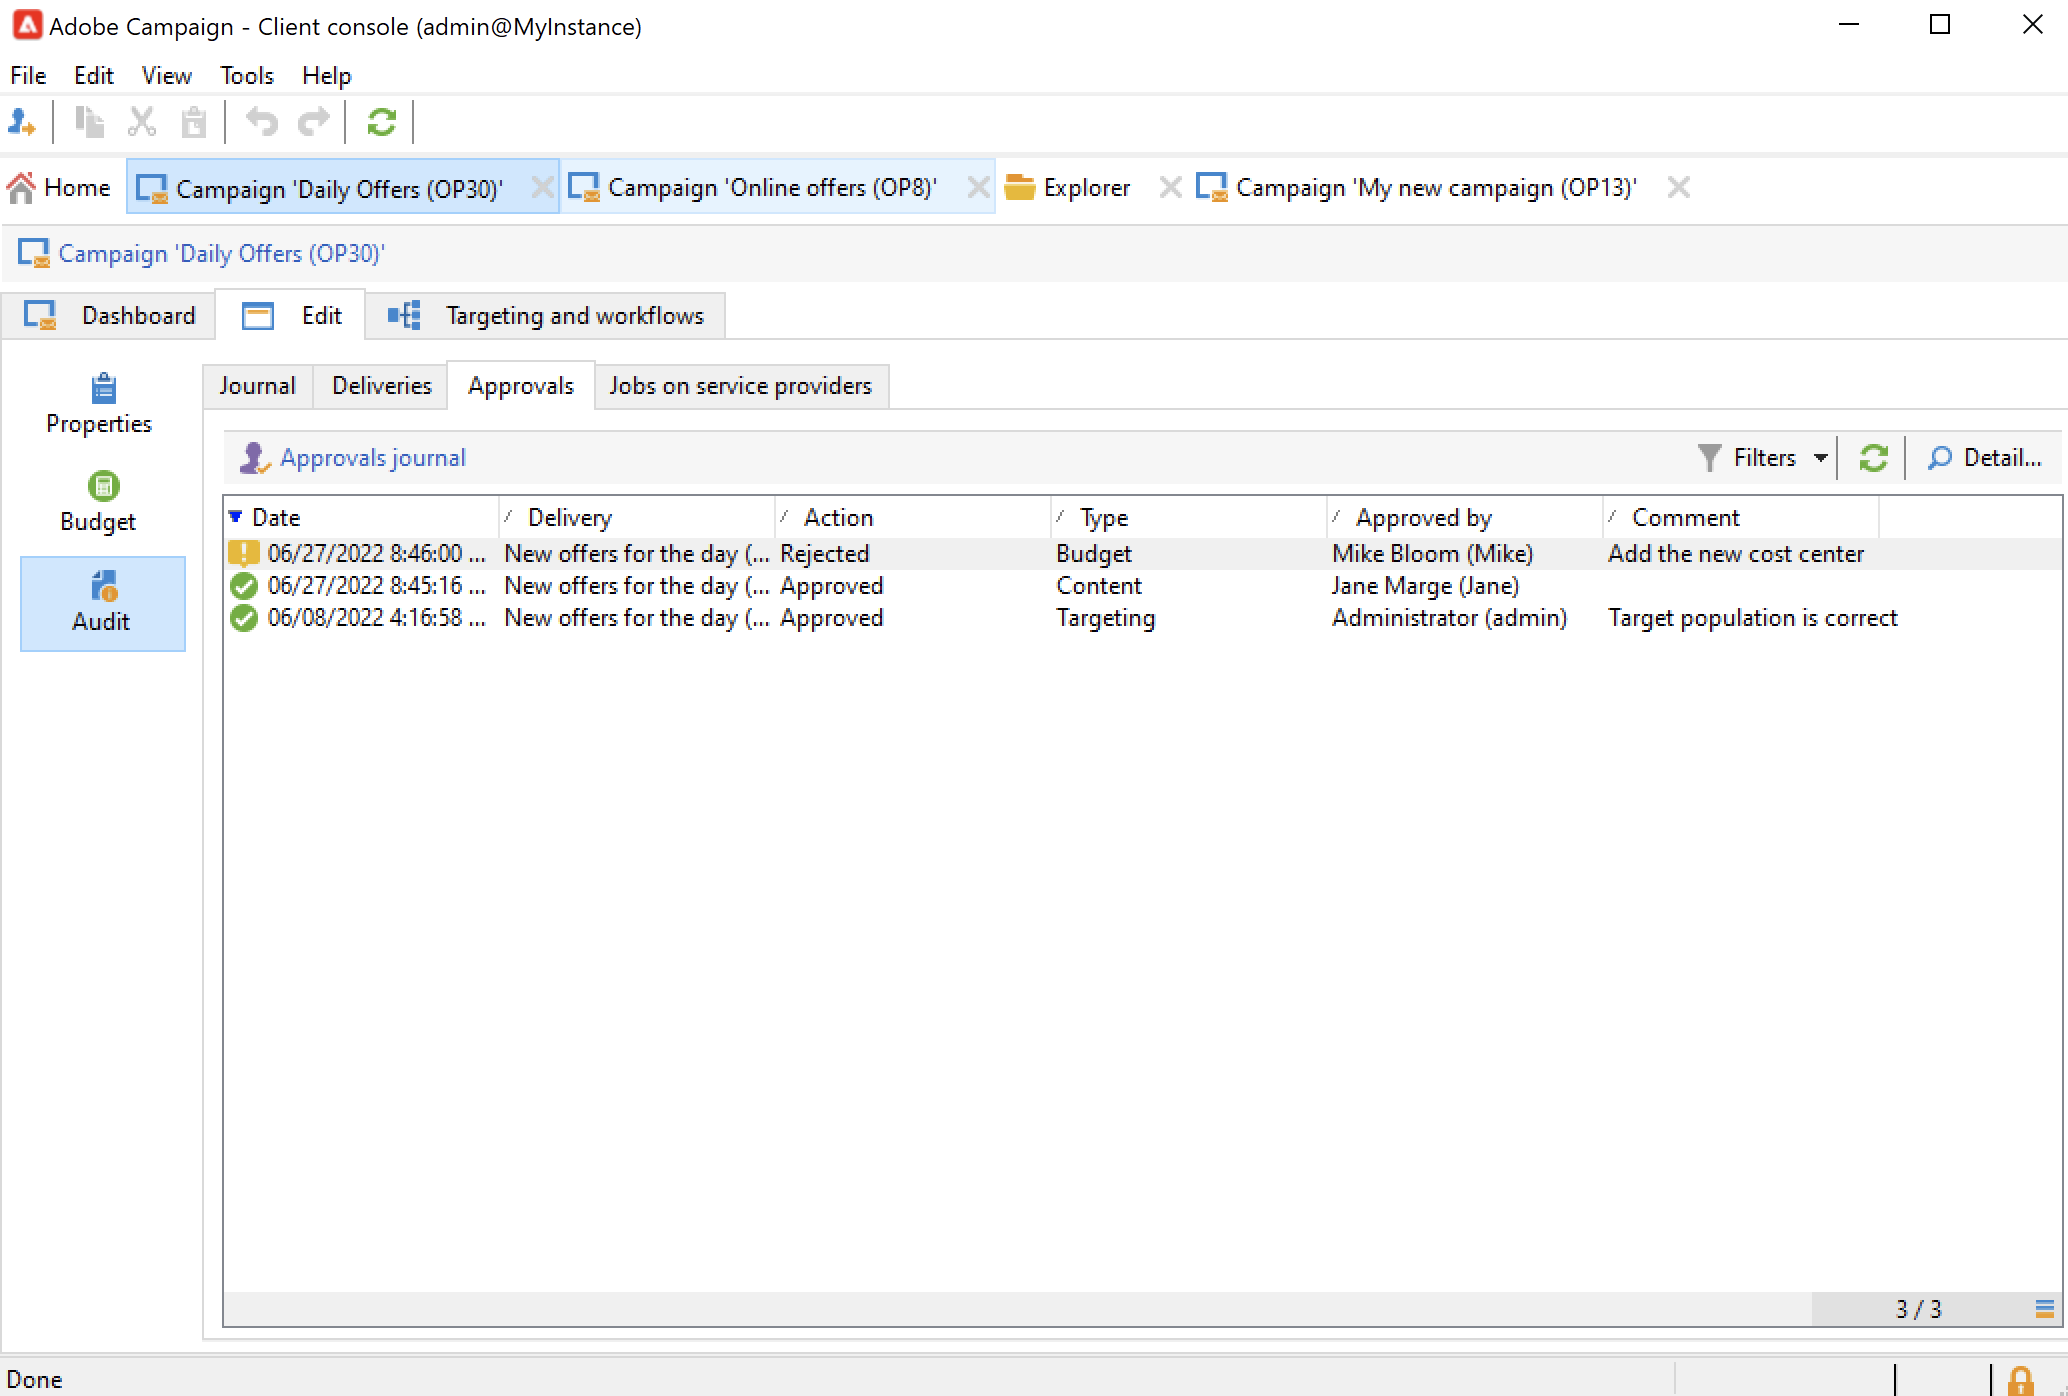 Adobe Campaign - Client console (admin@MyInstance)
File Edit View Tools Help
Home Campaign 'Daily Offers (OP30)' Campaign 'Online offers (OP8)' Explorer Campaign 'My new campaign (OP13)'
Campaign 'Daily Offers (OP30)'
Dashboard Edit Targeting and workflows
Properties
Budget
Audit
Journal Deliveries Approvals Jobs on service providers
Approvals journal Filters Detail...
Date Delivery Action Type Approved by Comment
06/27/2022 8:46:00 ... New offers for the day (... Rejected Budget Mike Bloom (Mike) Add the new cost center
06/27/2022 8:45:16 ... New offers for the day (... Approved Content Jane Marge (Jane)
06/08/2022 4:16:58 ... New offers for the day (... Approved Targeting Administrator (admin) Target population is correct
3 / 3
Done